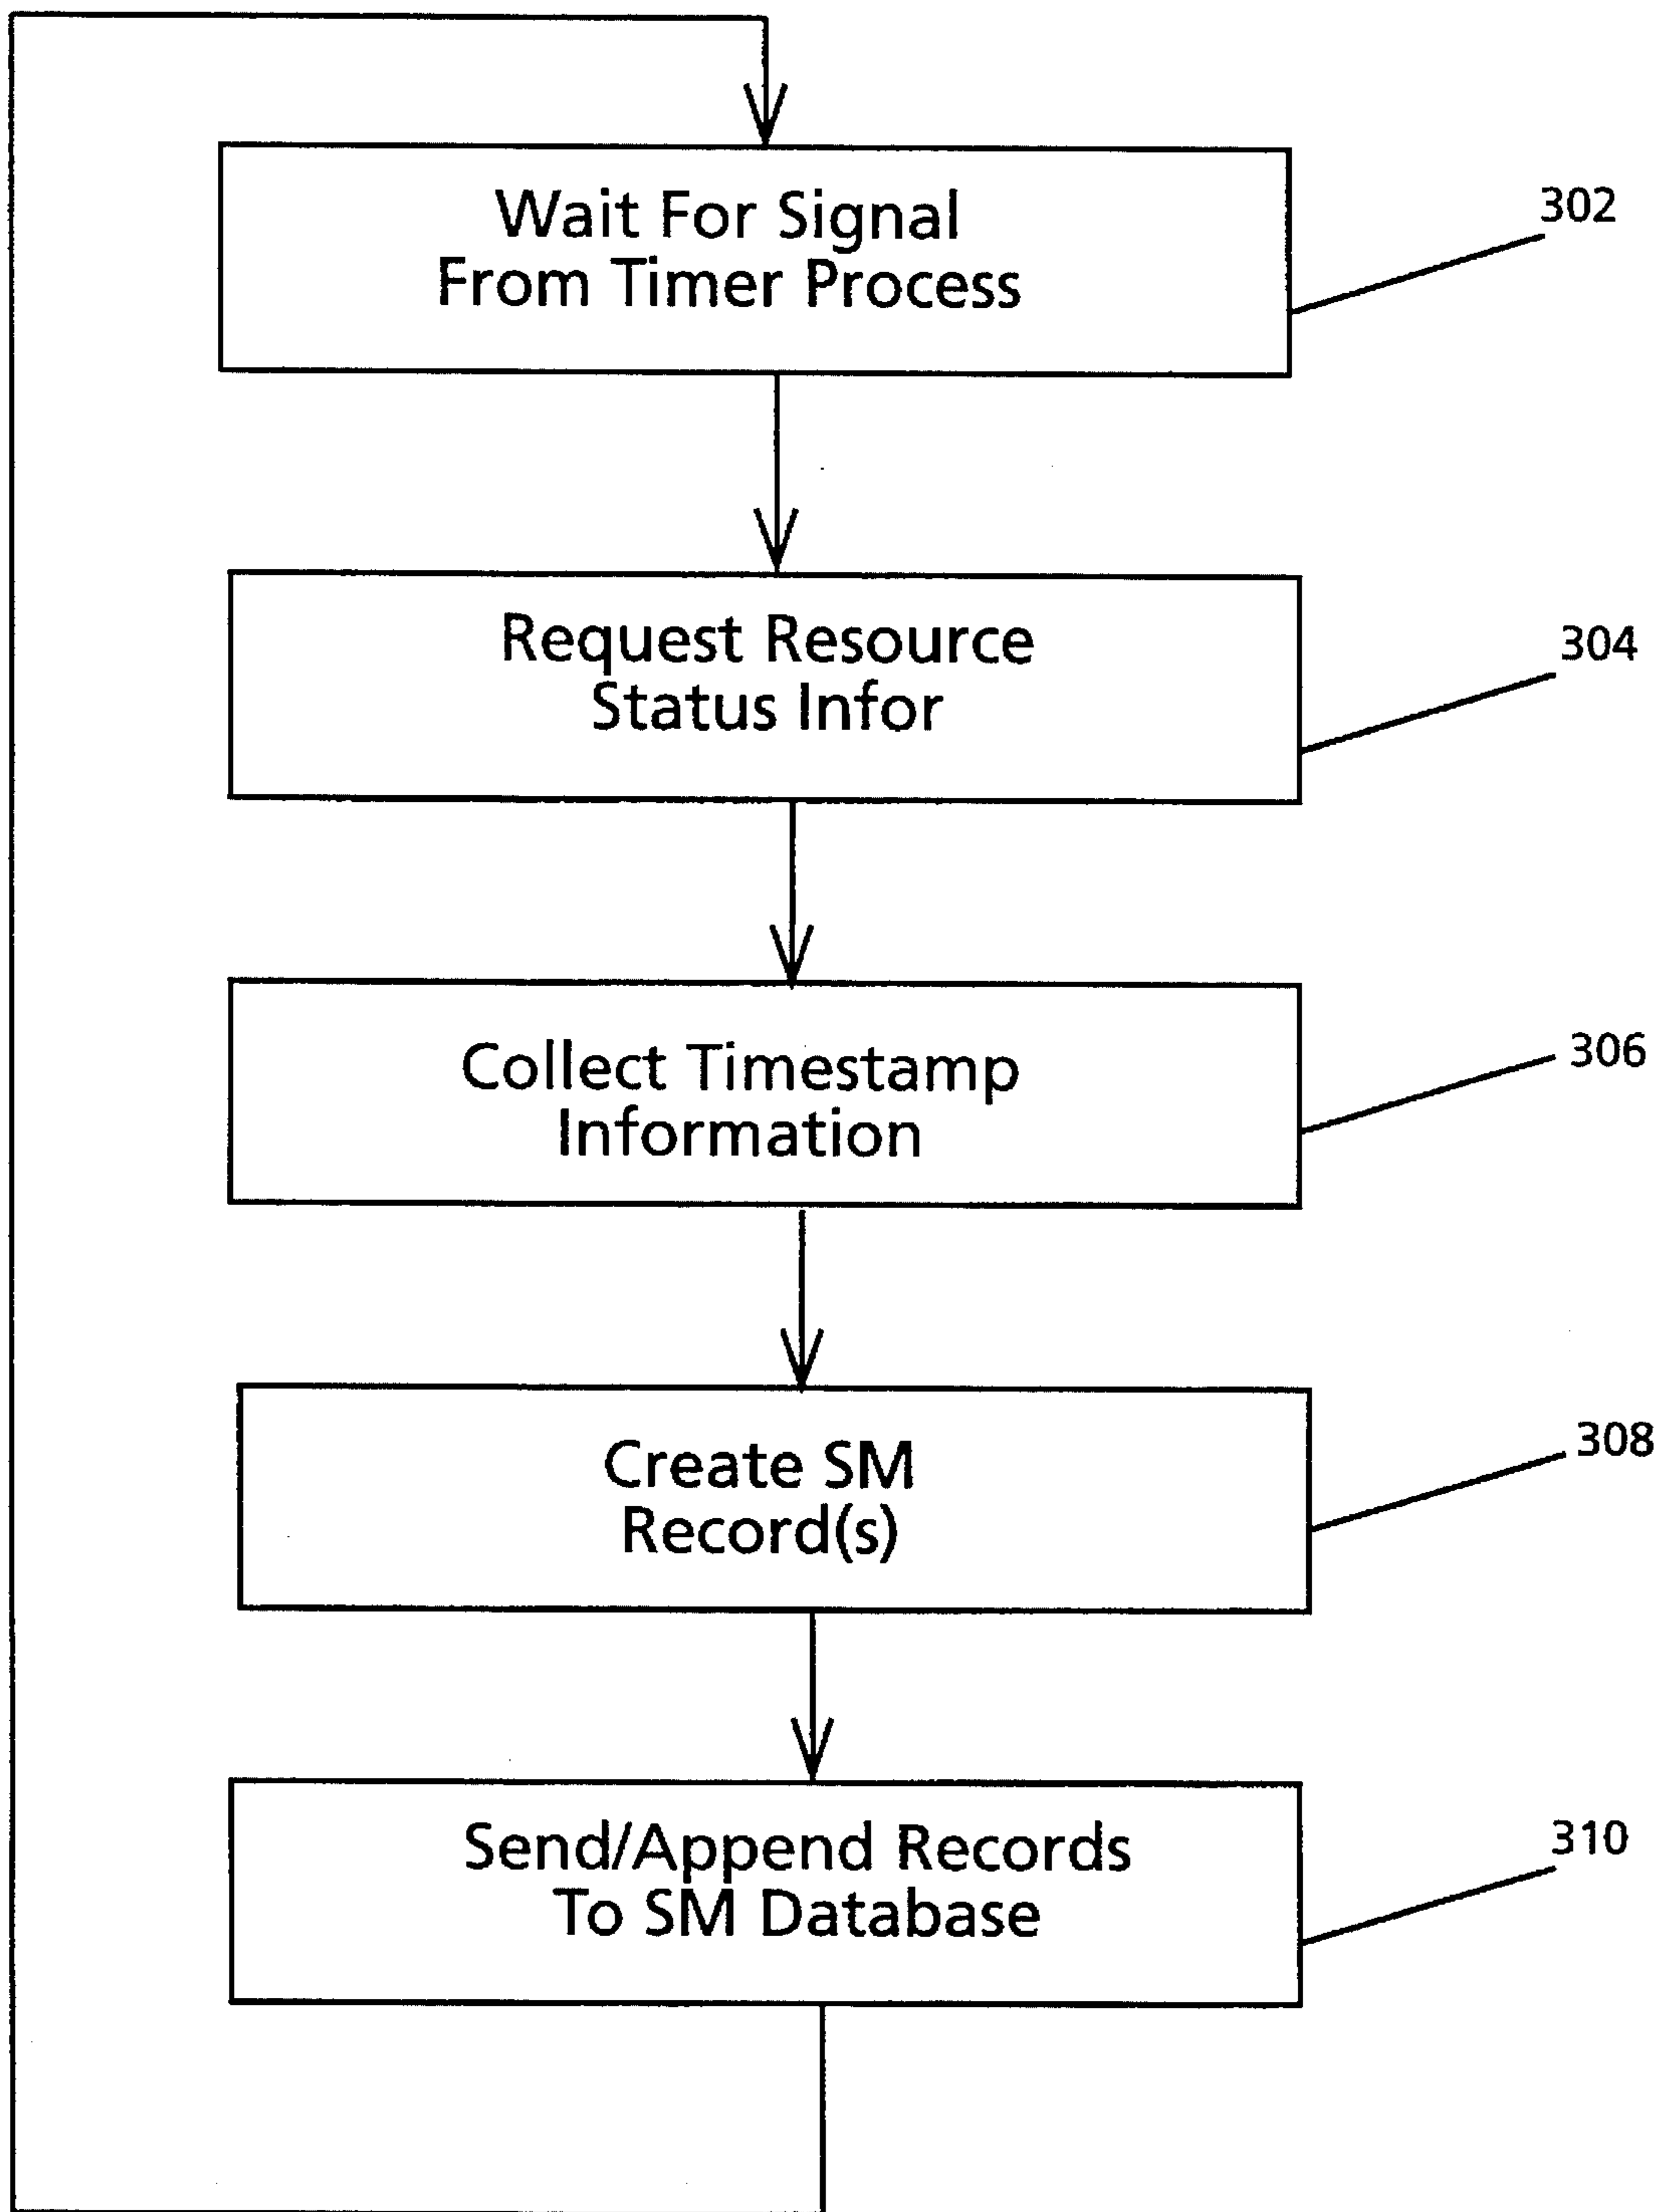 Wait For Signal
From Timer Process
302
Request Resource
Status Infor
304
Collect Timestamp
Information
306
Create SM
Record(s)
308
Send/Append Records
To SM Database
310